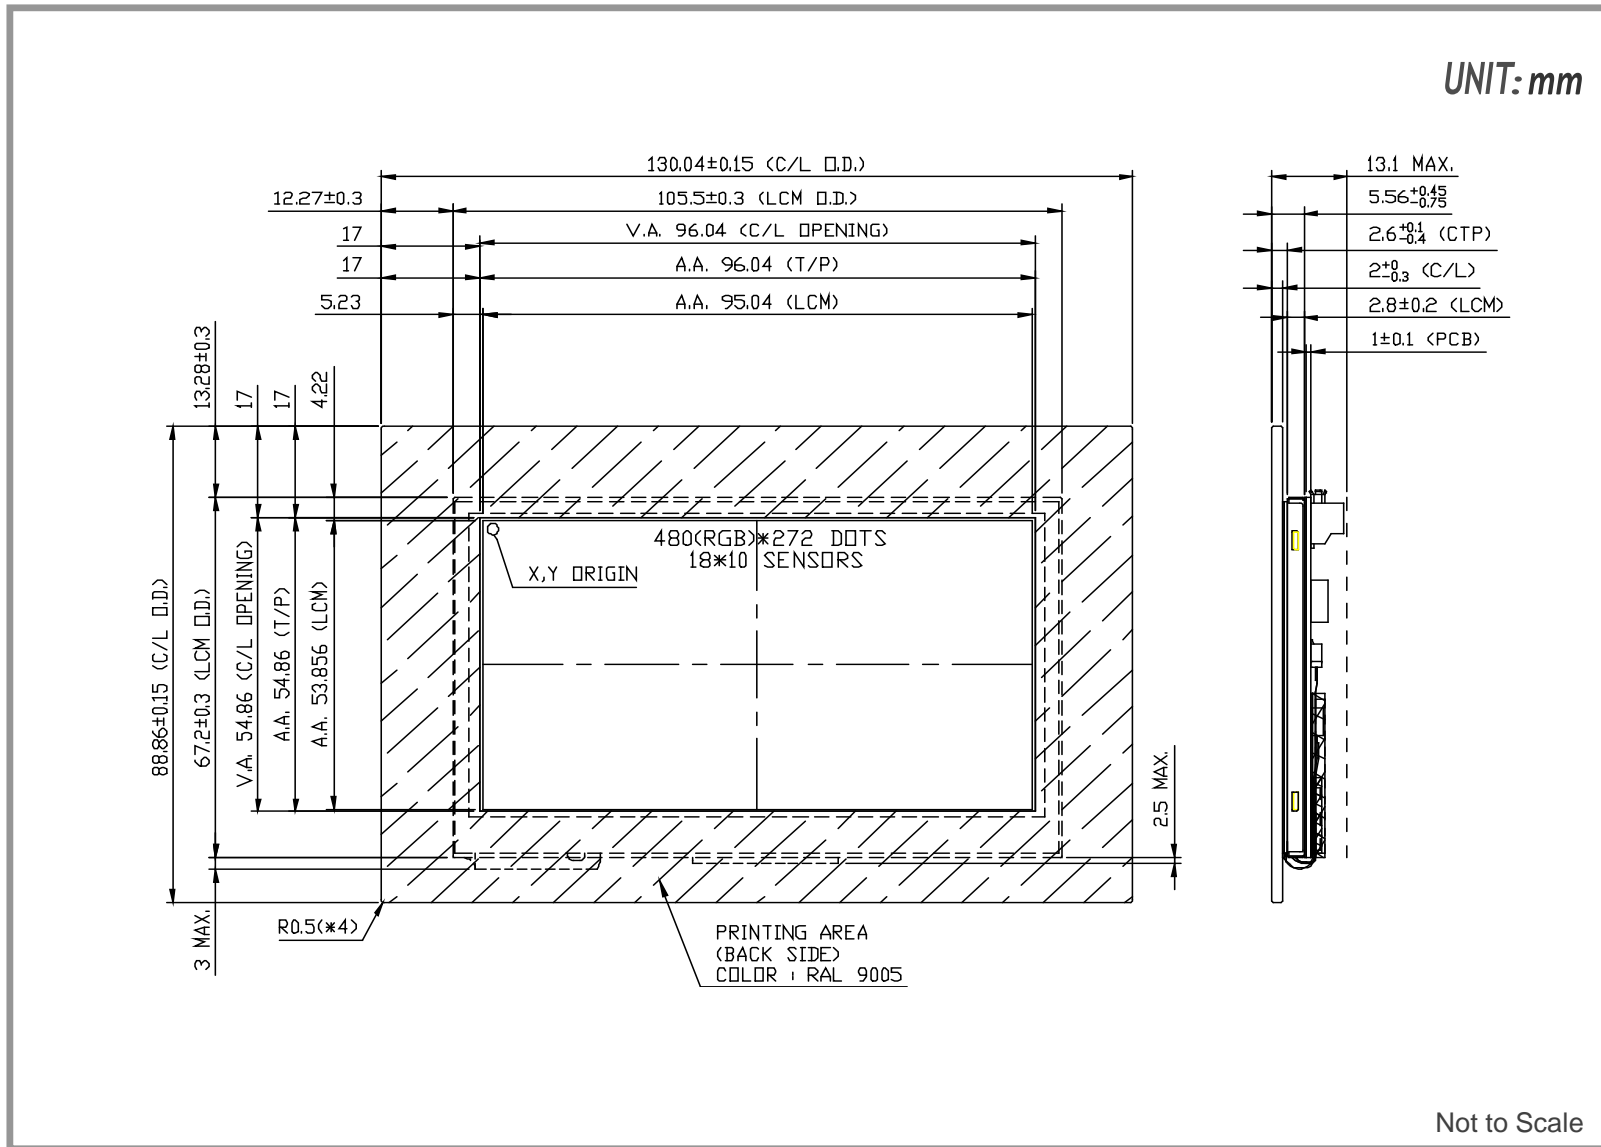 UNIT: mm
130.04±0.15 (C/L O.D.)
13.1 MAX.
12.27±0.3
105.5±0.3 (LCM O.D.)
5.56+0.45-0.75
17
V.A. 96.04 (C/L OPENING)
2.6+0.1-0.4 (CTP)
17
A.A. 96.04 (T/P)
2+0-0.3 (C/L)
5.23
A.A. 95.04 (LCM)
2.8±0.2 (LCM)
1±0.1 (PCB)
13.28±0.3
17
17
4.22
480(RGB)*272 DOTS
18*10 SENSORS
X,Y ORIGIN
88.86±0.15 (C/L O.D.)
67.2±0.3 (LCM O.D.)
V.A. 54.86 (C/L OPENING)
A.A. 54.86 (T/P)
A.A. 53.856 (LCM)
2.5 MAX.
3 MAX.
R0.5(*4)
PRINTING AREA
(BACK SIDE)
COLOR : RAL 9005
Not to Scale